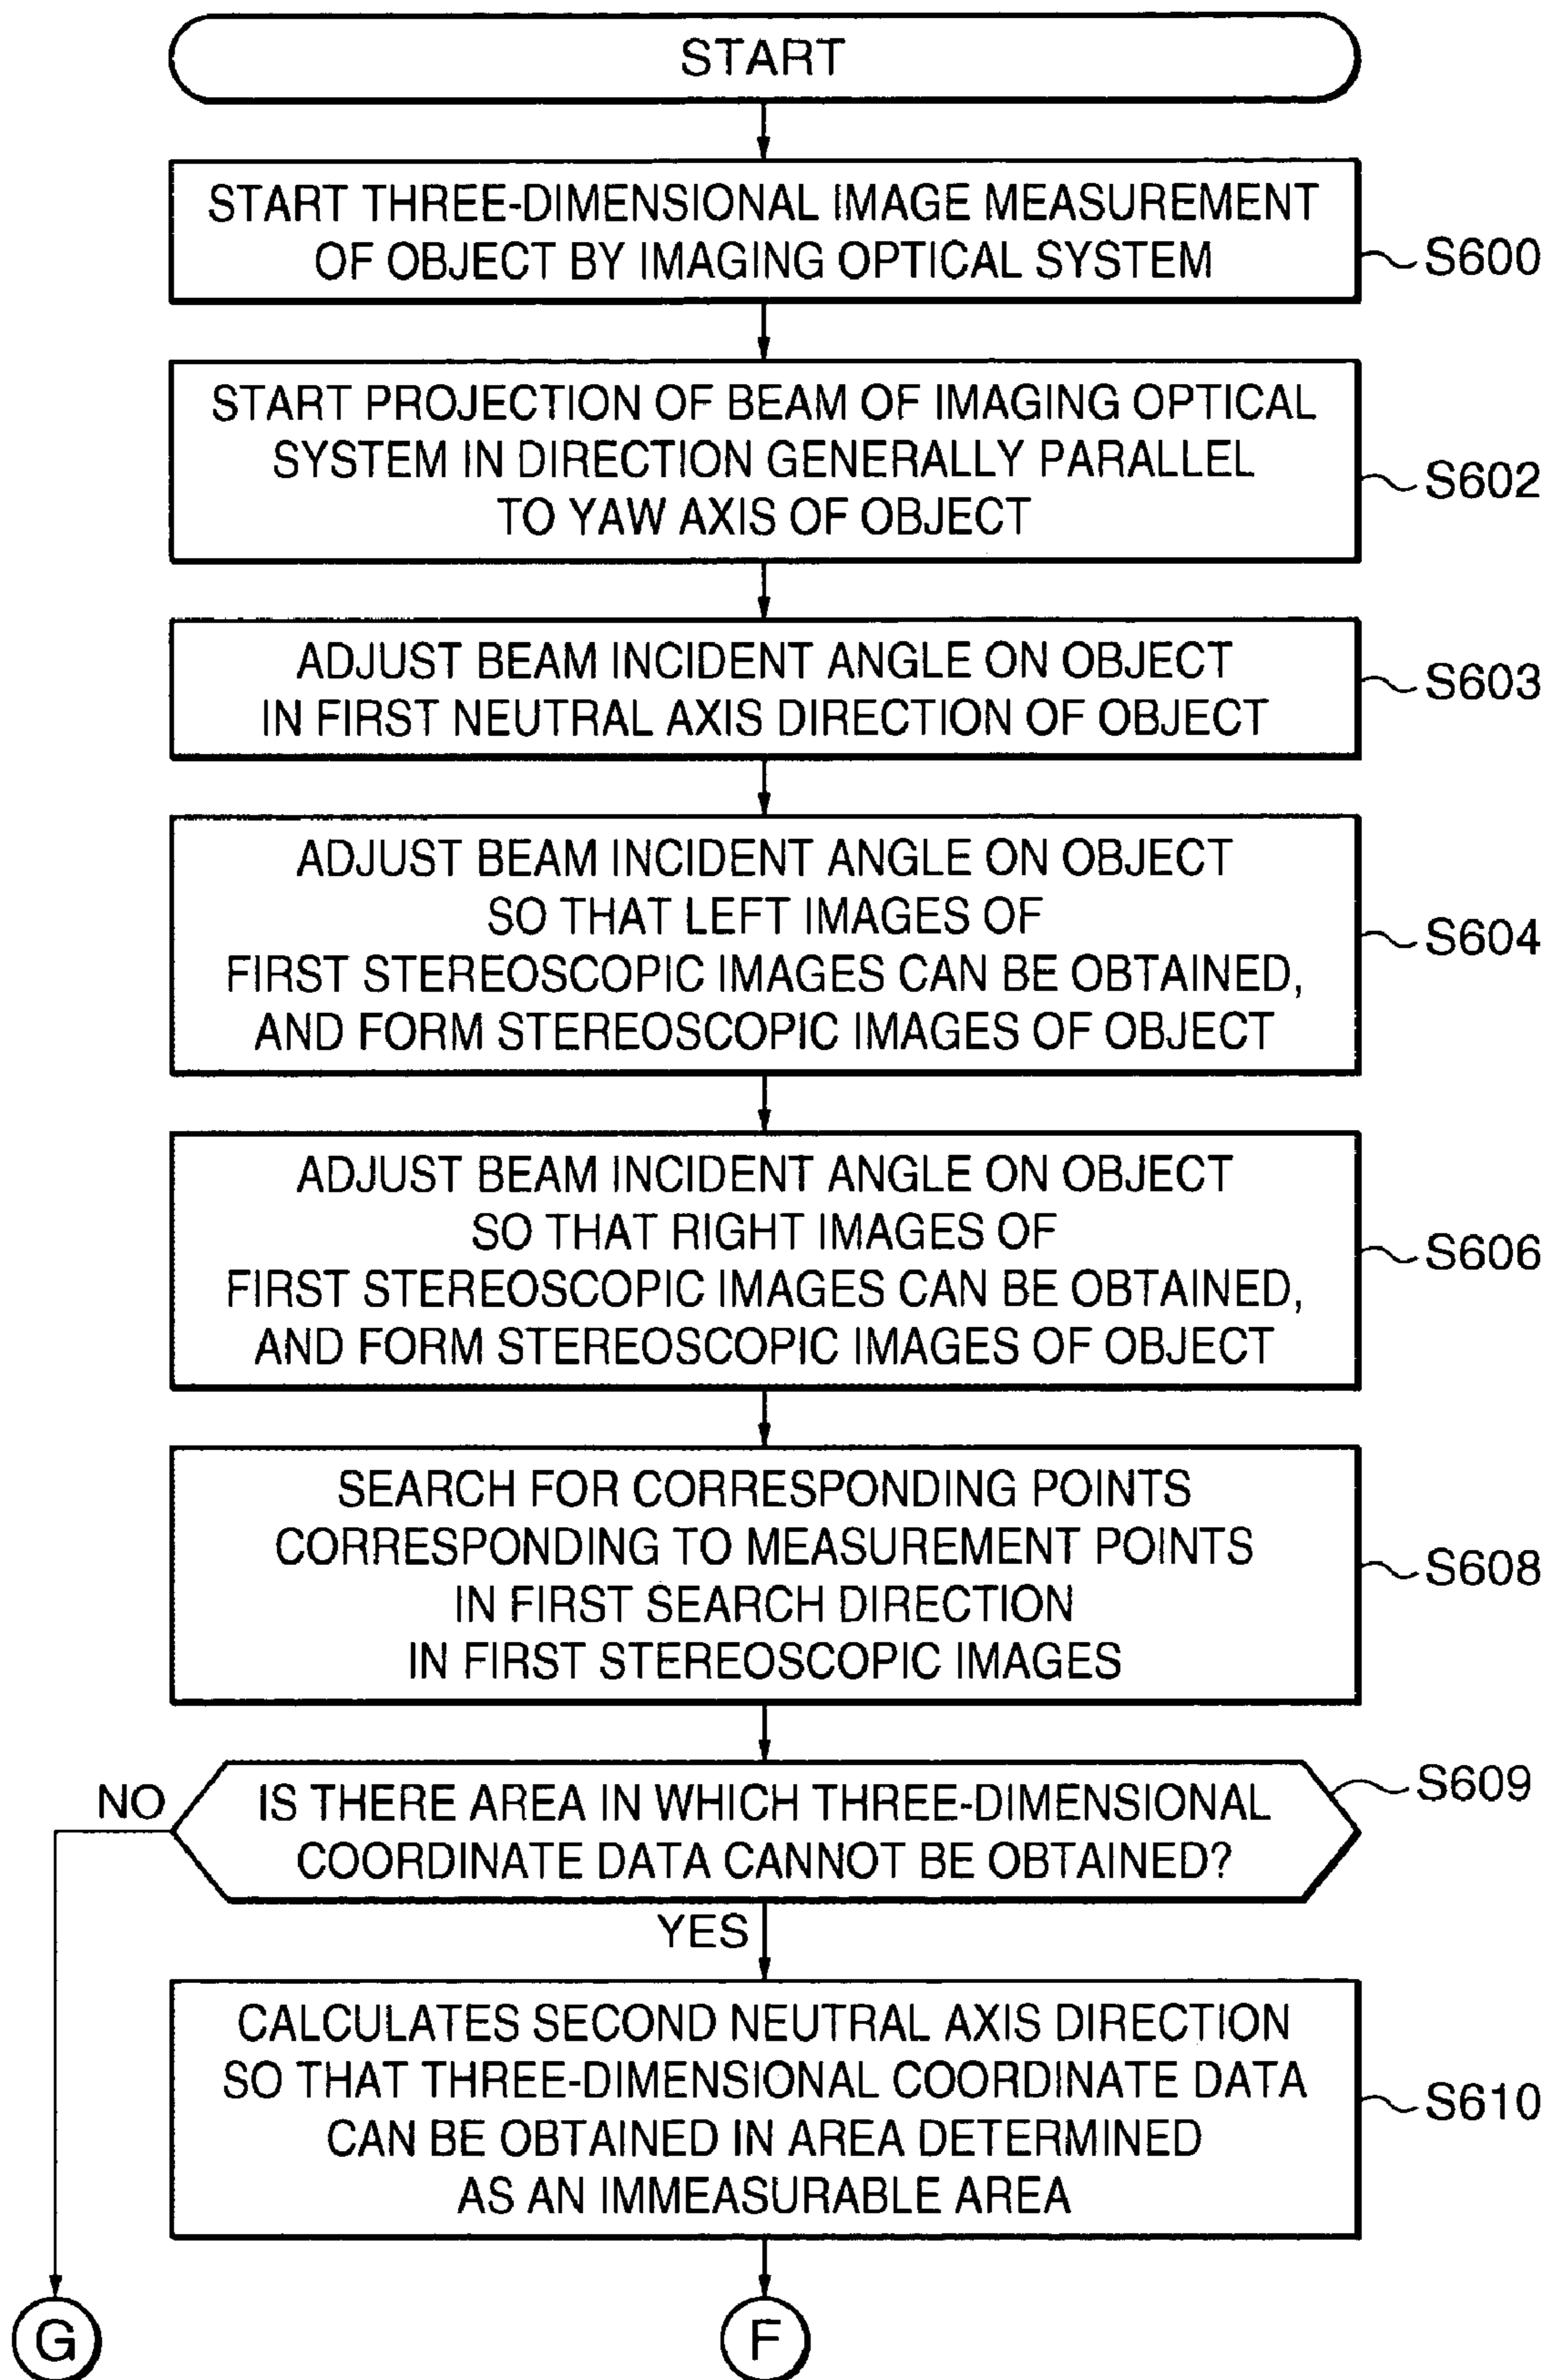 START
START THREE-DIMENSIONAL IMAGE MEASUREMENT
OF OBJECT BY IMAGING OPTICAL SYSTEM
S600
START PROJECTION OF BEAM OF IMAGING OPTICAL
SYSTEM IN DIRECTION GENERALLY PARALLEL
TO YAW AXIS OF OBJECT
S602
ADJUST BEAM INCIDENT ANGLE ON OBJECT
IN FIRST NEUTRAL AXIS DIRECTION OF OBJECT
S603
ADJUST BEAM INCIDENT ANGLE ON OBJECT
SO THAT LEFT IMAGES OF
FIRST STEREOSCOPIC IMAGES CAN BE OBTAINED,
AND FORM STEREOSCOPIC IMAGES OF OBJECT
S604
ADJUST BEAM INCIDENT ANGLE ON OBJECT
SO THAT RIGHT IMAGES OF
FIRST STEREOSCOPIC IMAGES CAN BE OBTAINED,
AND FORM STEREOSCOPIC IMAGES OF OBJECT
S606
SEARCH FOR CORRESPONDING POINTS
CORRESPONDING TO MEASUREMENT POINTS
IN FIRST SEARCH DIRECTION
IN FIRST STEREOSCOPIC IMAGES
S608
NO
IS THERE AREA IN WHICH THREE-DIMENSIONAL
COORDINATE DATA CANNOT BE OBTAINED?
S609
YES
CALCULATES SECOND NEUTRAL AXIS DIRECTION
SO THAT THREE-DIMENSIONAL COORDINATE DATA
CAN BE OBTAINED IN AREA DETERMINED
AS AN IMMEASURABLE AREA
S610
G
F